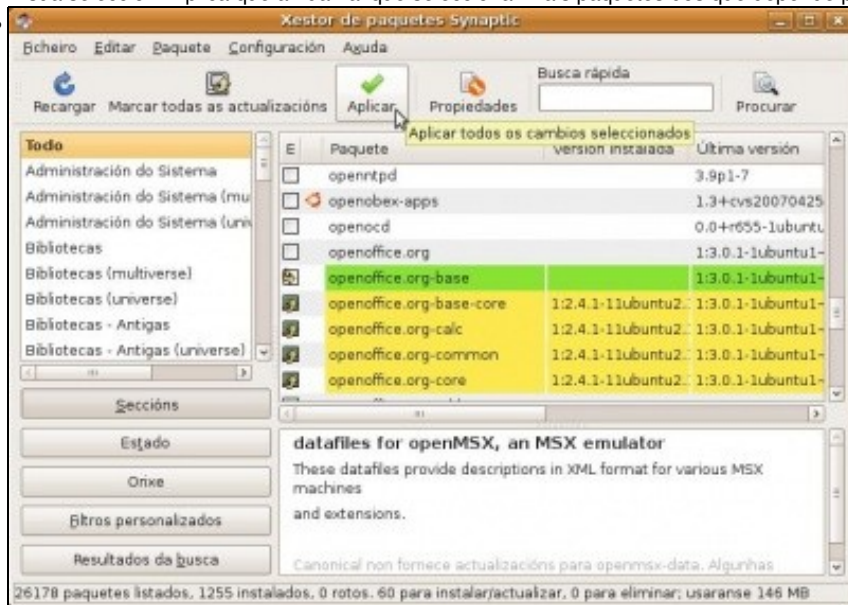 Xestor de paquetes Synaptic
Ficheiro Editar Paquete Configuración Aguda
Recargar Marcar todas as actualizacións Aplicar Propiedades Busca rápida Procurar
Aplicar todos os cambios seleccionados
Todo
Administración do Sistema
Administración do Sistema (mu
Administración do Sistema (univ
Bibliotecas
Bibliotecas (multiverse)
Bibliotecas (universe)
Bibliotecas - Antigas
Bibliotecas - Antigas (universe)
Seccións
Estado
Orixe
Filtros personalizados
Resultados da busca
E Paquete Versión instalada Última versión
openntpd 3.9p1-7
openobex-apps 1.3+cvs20070425
openocd 0.0+r655-1ubuntu
openoffice.org 1:3.0.1-1ubuntu1~
openoffice.org-base 1:3.0.1-1ubuntu1~
openoffice.org-base-core 1:2.4.1-11ubuntu2. 1:3.0.1-1ubuntu1~
openoffice.org-calc 1:2.4.1-11ubuntu2. 1:3.0.1-1ubuntu1~
openoffice.org-common 1:2.4.1-11ubuntu2. 1:3.0.1-1ubuntu1~
openoffice.org-core 1:2.4.1-11ubuntu2. 1:3.0.1-1ubuntu1~
datafiles for openMSX, an MSX emulator
These datafiles provide descriptions in XML format for various MSX
machines
and extensions.
Canonical non fornece actualizacións para openmsx-data. Algunhas
26178 paquetes listados, 1255 instalados, 0 rotos. 60 para instalar/actualizar, 0 para eliminar; usaranse 146 MB